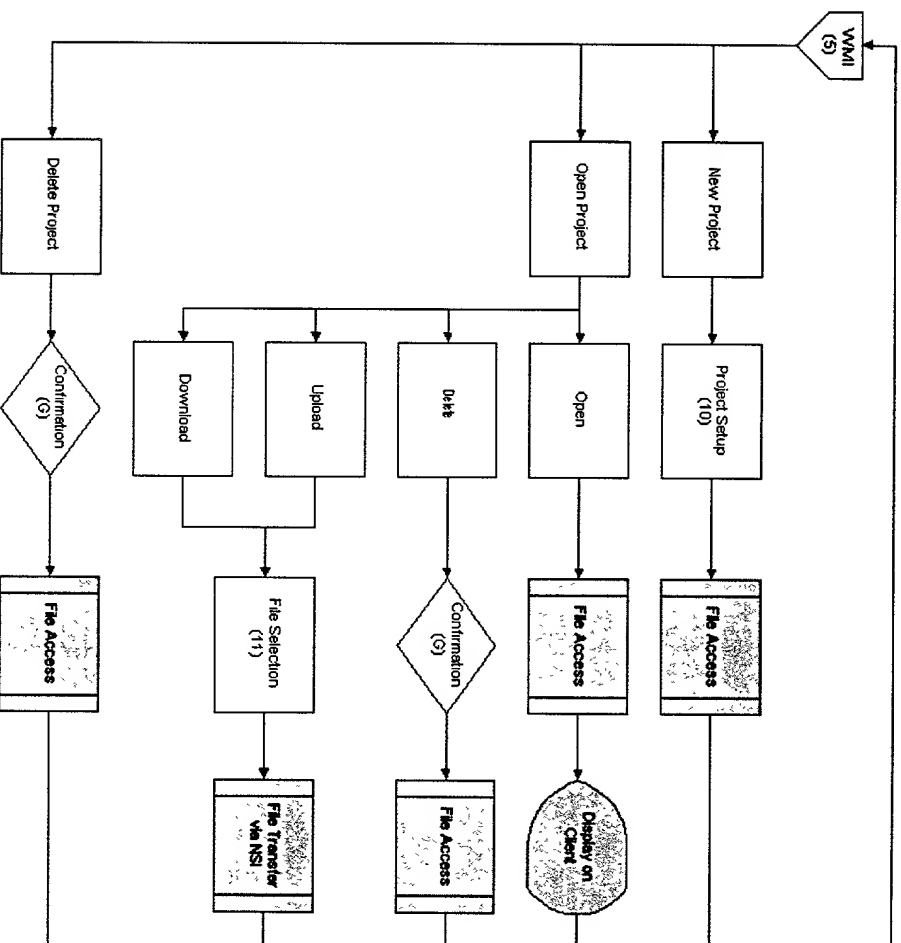 WMI
(5)
New Project
Project Setup
(10)
File Access
Open Project
Open
File Access
Display on
Client
Delete
Confirmation
(G)
File Access
Upload
Download
File Selection
(11)
File Transfer
via NSI
Delete Project
Confirmation
(G)
File Access